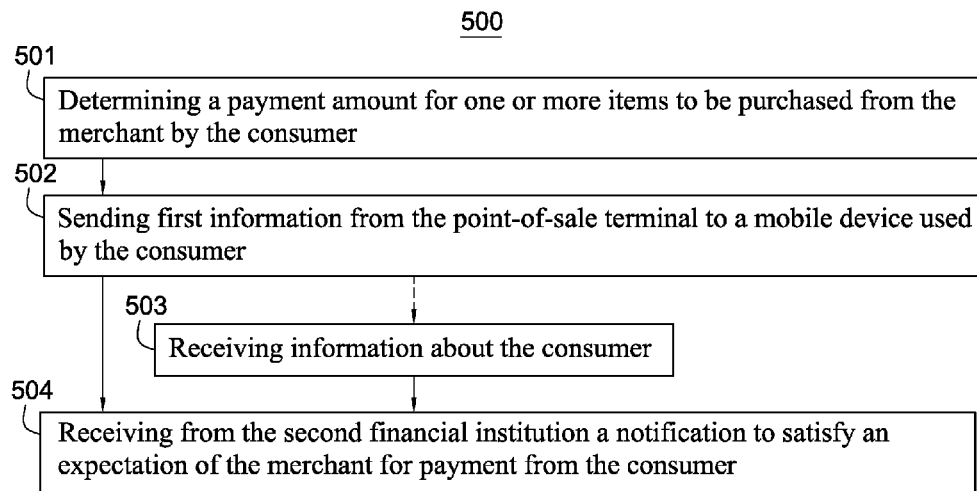 500
501
Determining a payment amount for one or more items to be purchased from the
merchant by the consumer
502
Sending first information from the point-of-sale terminal to a mobile device used
by the consumer
503
Receiving information about the consumer
504
Receiving from the second financial institution a notification to satisfy an
expectation of the merchant for payment from the consumer